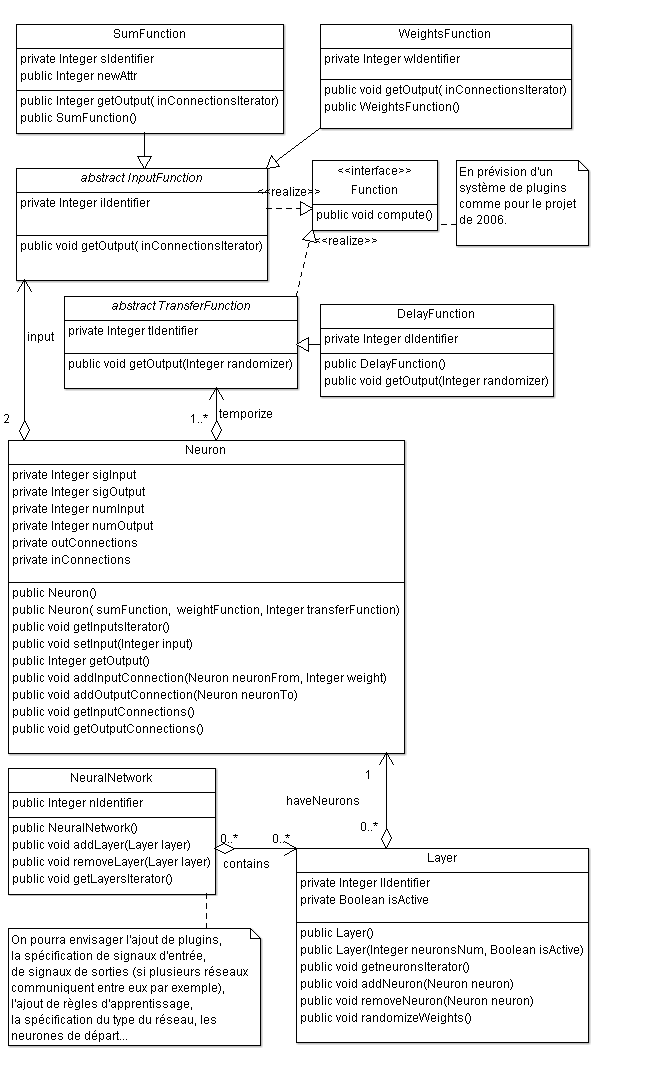 SumFunction
private Integer sIdentifier
public Integer newAttr
public Integer getOutput( inConnectionsIterator)
public SumFunction()
WeightsFunction
private Integer wIdentifier
public void getOutput( inConnectionsIterator)
public WeightsFunction()
abstract InputFunction
private Integer iIdentifier
public void getOutput( inConnectionsIterator)
<<realize>>
<<interface>>
Function
public void compute()
<<realize>>
En prévision d'un
système de plugins
comme pour le projet
de 2006.
abstract TransferFunction
private Integer tIdentifier
public void getOutput(Integer randomizer)
DelayFunction
private Integer dIdentifier
public DelayFunction()
public void getOutput(Integer randomizer)
input
2
1..*
temporize
Neuron
private Integer sigInput
private Integer sigOutput
private Integer numInput
private Integer numOutput
private outConnections
private inConnections
public Neuron()
public Neuron( sumFunction,  weightFunction, Integer transferFunction)
public void getInputsIterator()
public void setInput(Integer input)
public Integer getOutput()
public void addInputConnection(Neuron neuronFrom, Integer weight)
public void addOutputConnection(Neuron neuronTo)
public void getInputConnections()
public void getOutputConnections()
1
haveNeurons
0..*
NeuralNetwork
public Integer nIdentifier
public NeuralNetwork()
public void addLayer(Layer layer)
public void removeLayer(Layer layer)
public void getLayersIterator()
0..*
0..*
contains
Layer
private Integer lIdentifier
private Boolean isActive
public Layer()
public Layer(Integer neuronsNum, Boolean isActive)
public void getneuronsIterator()
public void addNeuron(Neuron neuron)
public void removeNeuron(Neuron neuron)
public void randomizeWeights()
On pourra envisager l'ajout de plugins,
la spécification de signaux d'entrée,
de signaux de sorties (si plusieurs réseaux
communiquent entre eux par exemple),
l'ajout de règles d'apprentissage,
la spécification du type du réseau, les
neurones de départ...